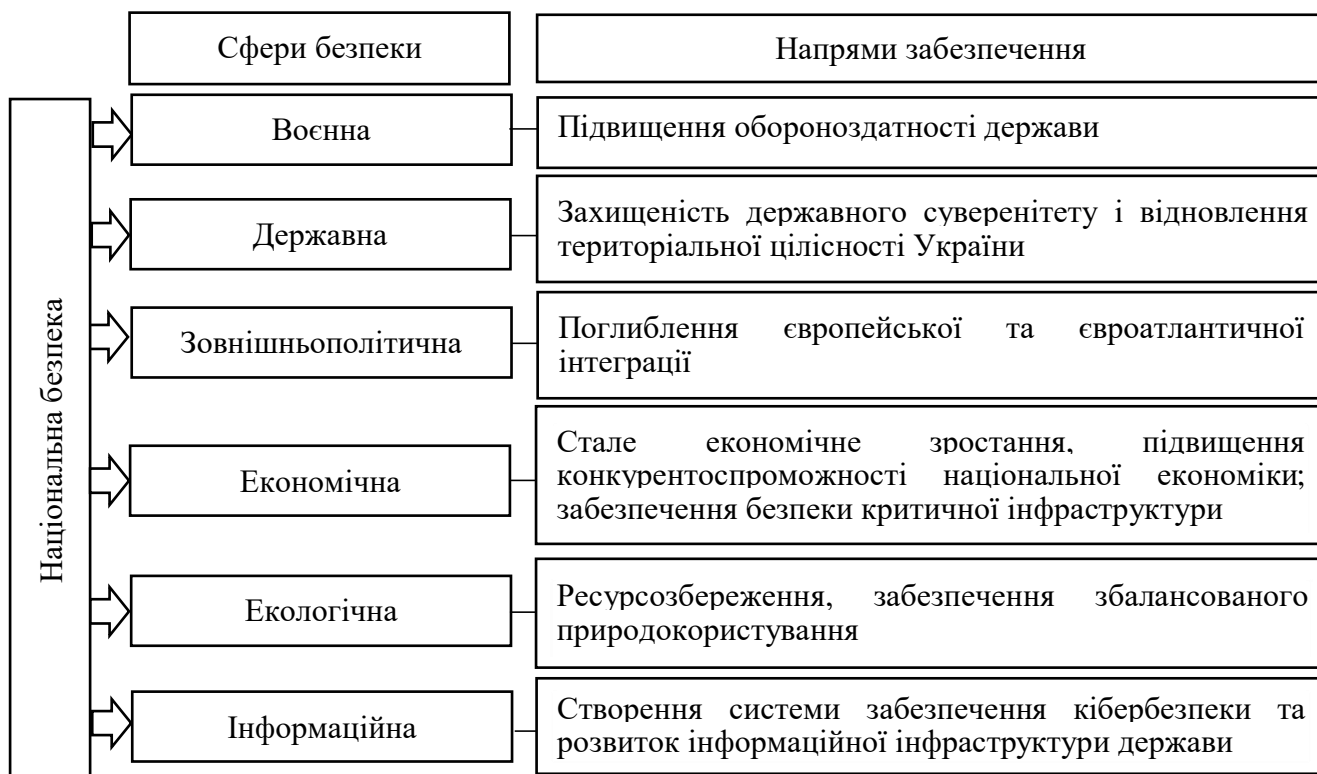 Сфери безпеки
Напрями забезпечення
Національна безпека
Воєнна
Підвищення обороноздатності держави
Державна
Захищеність державного суверенітету і відновлення
територіальної цілісності України
Зовнішньополітична
Поглиблення європейської та євроатлантичної
інтеграції
Економічна
Стале економічне зростання, підвищення
конкурентоспроможності національної економіки;
забезпечення безпеки критичної інфраструктури
Екологічна
Ресурсозбереження, забезпечення збалансованого
природокористування
Інформаційна
Створення системи забезпечення кібербезпеки та
розвиток інформаційної інфраструктури держави